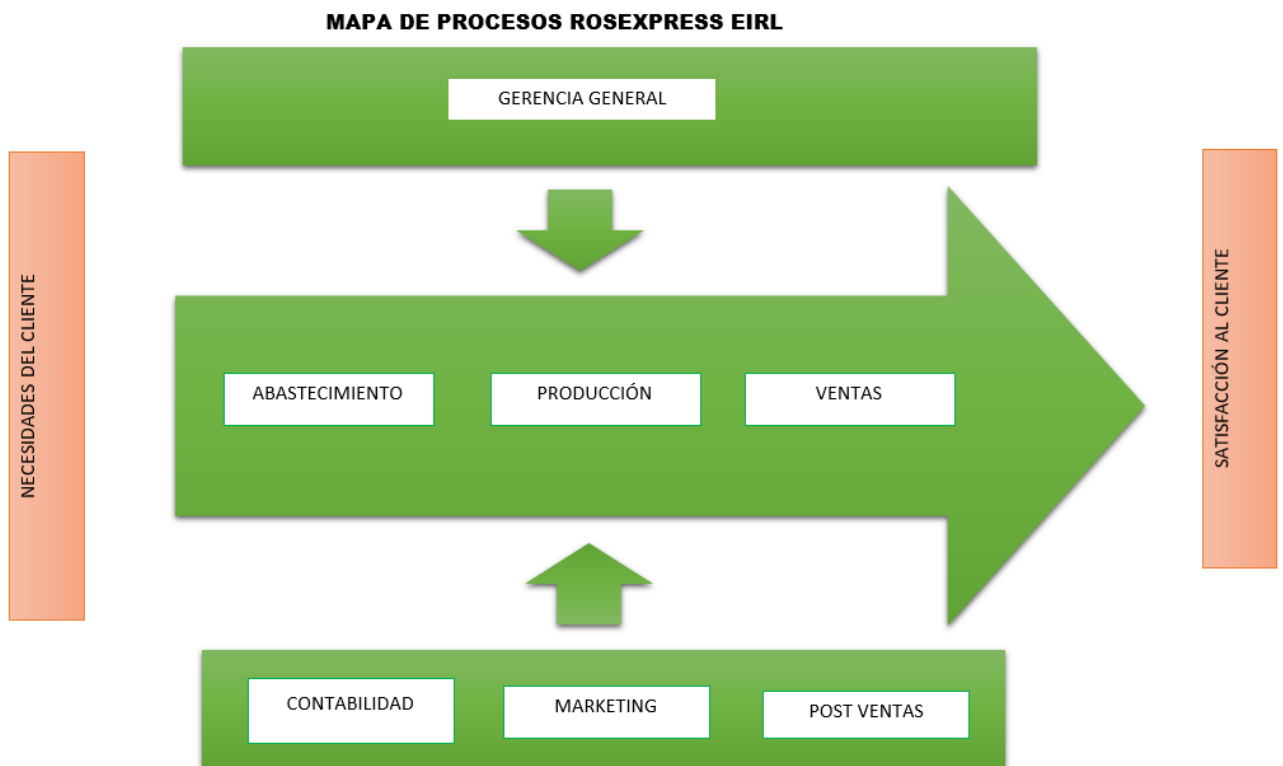 MAPA DE PROCESOS ROSEXPRESS EIRL
GERENCIA GENERAL
NECESIDADES DEL CLIENTE
ABASTECIMIENTO
PRODUCCIÓN
VENTAS
SATISFACCIÓN AL CLIENTE
CONTABILIDAD
MARKETING
POST VENTAS